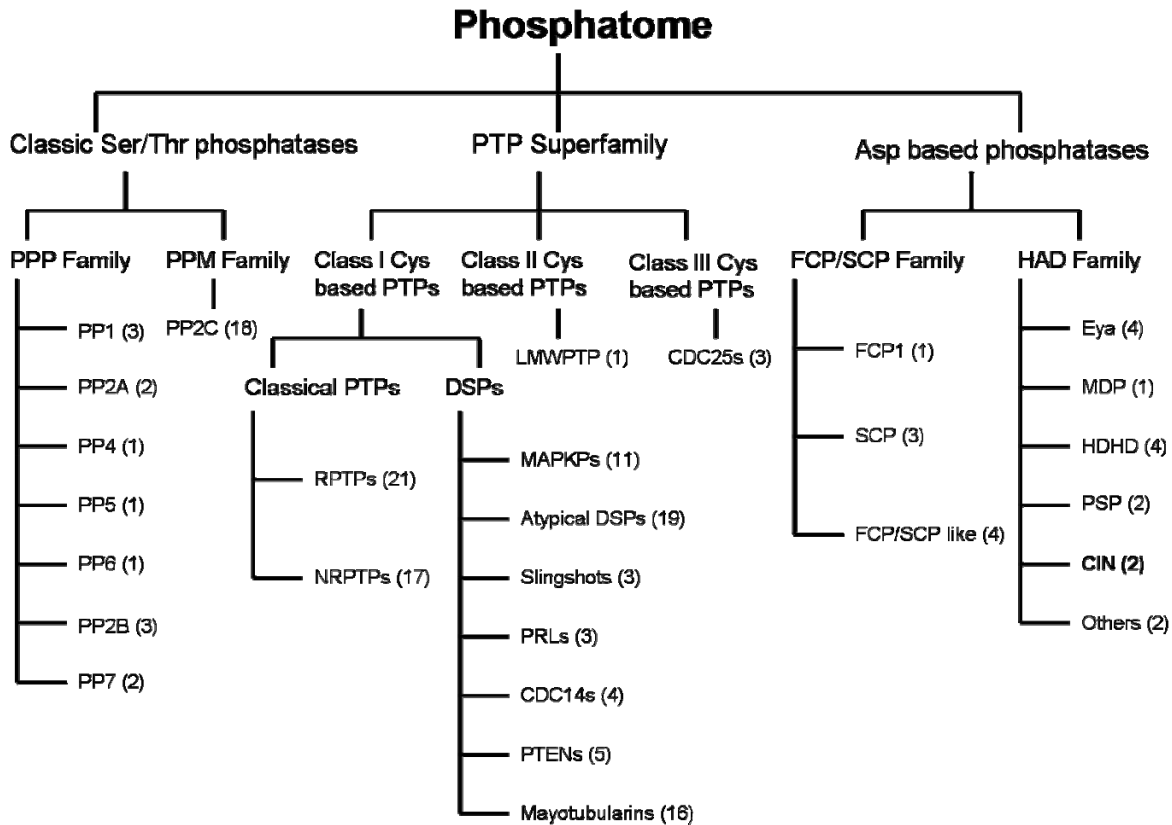 Phosphatome
Classic Ser/Thr phosphatases
PTP Superfamily
Asp based phosphatases
PPP Family
PPM Family
Class I Cys
based PTPs
Class II Cys
based PTPs
Class III Cys
based PTPs
FCP/SCP Family
HAD Family
PP1 (3)
PP2A (2)
PP4 (1)
PP5 (1)
PP6 (1)
PP2B (3)
PP7 (2)
PP2C (18)
Classical PTPs
RPTPs (21)
NRPTPs (17)
DSPs
MAPKPs (11)
Atypical DSPs (19)
Slingshots (3)
PRLs (3)
CDC14s (4)
PTENs (5)
Mayotubularins (16)
LMWPTP (1)
CDC25s (3)
FCP1 (1)
SCP (3)
FCP/SCP like (4)
Eya (4)
MDP (1)
HDHD (4)
PSP (2)
CIN (2)
Others (2)